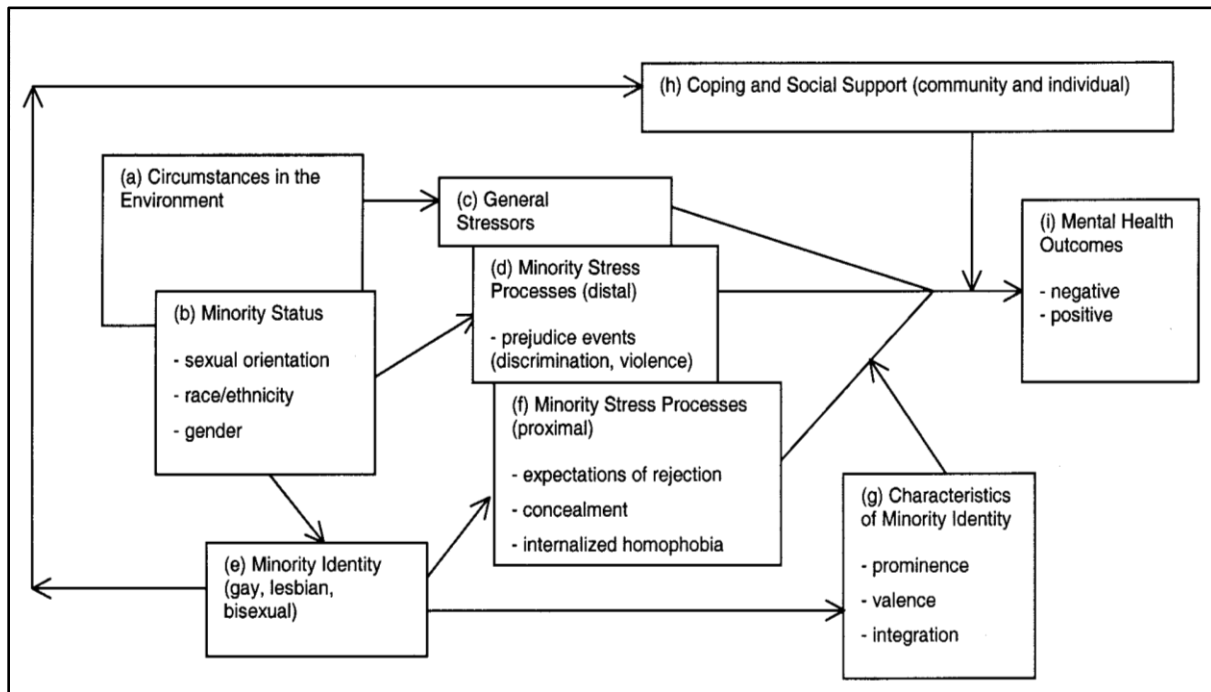 (h) Coping and Social Support (community and individual)
(a) Circumstances in the
Environment
(c) General
Stressors
(i) Mental Health
Outcomes
- negative
- positive
(d) Minority Stress
Processes (distal)
- prejudice events
(discrimination, violence)
(b) Minority Status
- sexual orientation
- race/ethnicity
- gender
(f) Minority Stress Processes
(proximal)
- expectations of rejection
- concealment
- internalized homophobia
(g) Characteristics
of Minority Identity
- prominence
- valence
- integration
(e) Minority Identity
(gay, lesbian,
bisexual)